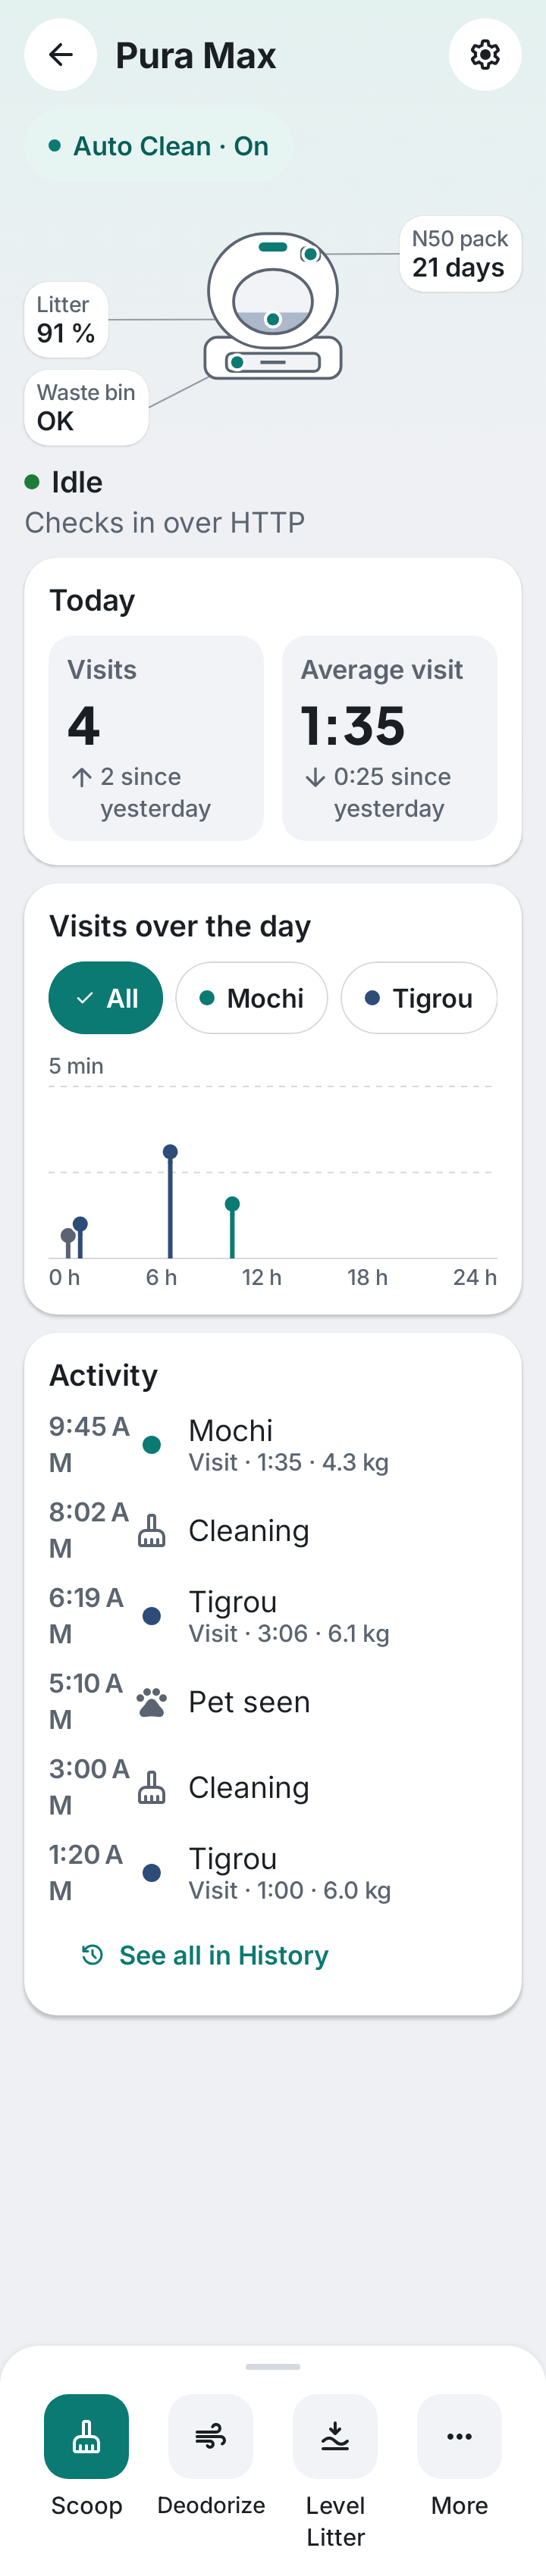 Pura Max
Auto Clean · On
N50 pack
21 days
Litter
91 %
Waste bin
OK
Idle
Checks in over HTTP
Today
Visits
4
↑ 2 since
yesterday
Average visit
1:35
↓ 0:25 since
yesterday
Visits over the day
All
Mochi
Tigrou
5 min
0 h 6 h 12 h 18 h 24 h
Activity
9:45 A
M
Mochi
Visit · 1:35 · 4.3 kg
8:02 A
M
Cleaning
6:19 A
M
Tigrou
Visit · 3:06 · 6.1 kg
5:10 A
M
Pet seen
3:00 A
M
Cleaning
1:20 A
M
Tigrou
Visit · 1:00 · 6.0 kg
See all in History
Scoop
Deodorize
Level
Litter
More